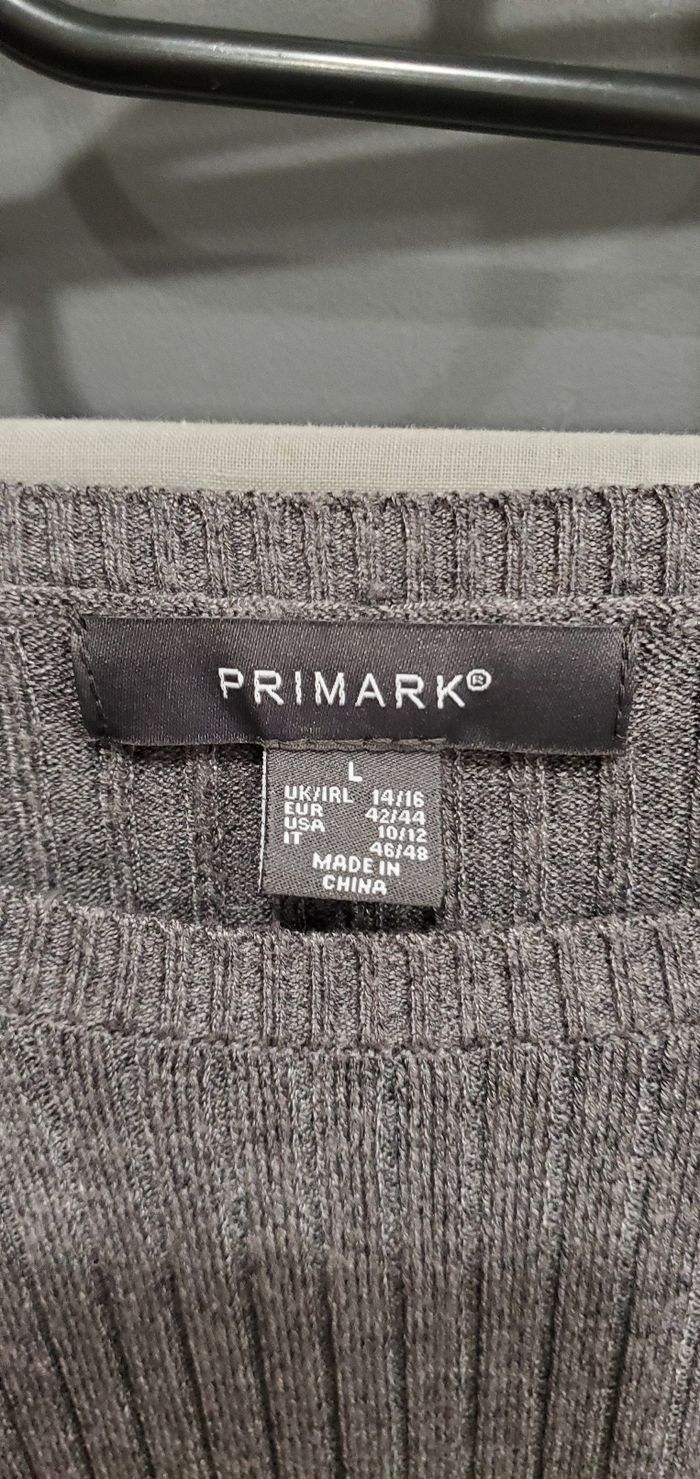 PRIMARK®
L
UK/IRL 14/16
EUR 42/44
USA 10/12
IT 46/48
MADE IN
CHINA